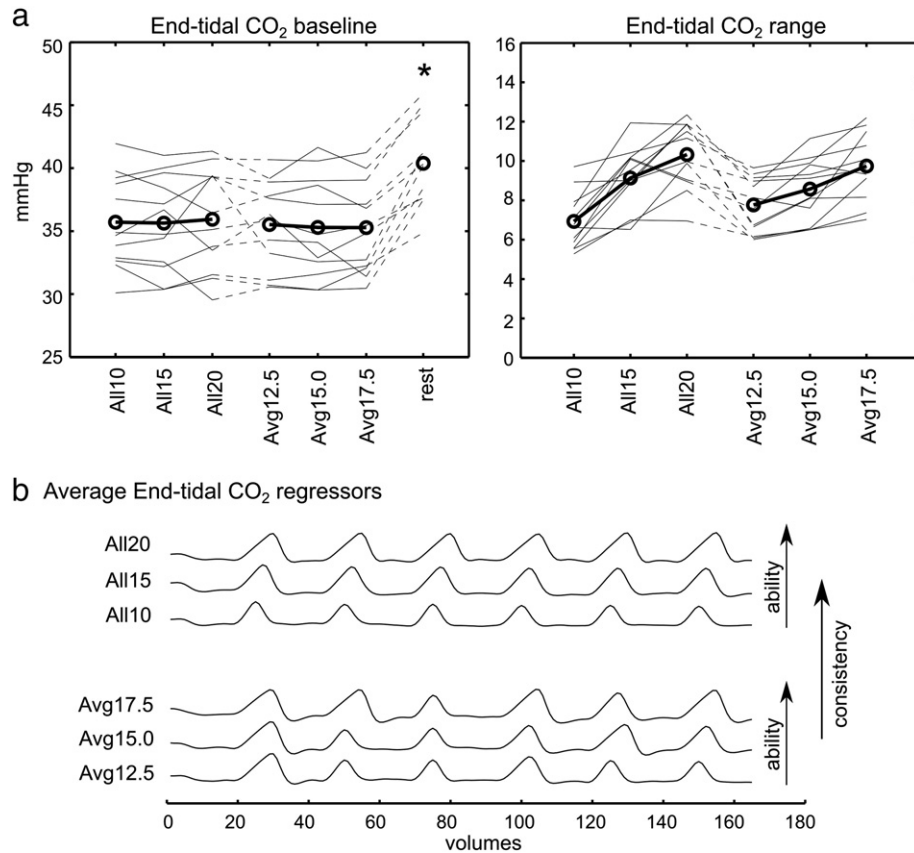 a
End-tidal CO₂ baseline
50
45
40
35
30
25
mmHg
*
All10
All15
All20
Avg12.5
Avg15.0
Avg17.5
rest
End-tidal CO₂ range
16
14
12
10
8
6
4
2
0
All10
All15
All20
Avg12.5
Avg15.0
Avg17.5
b Average End-tidal CO₂ regressors
All20
All15
All10
ability
Avg17.5
Avg15.0
Avg12.5
ability
consistency
0 20 40 60 80 100 120 140 160 180
volumes